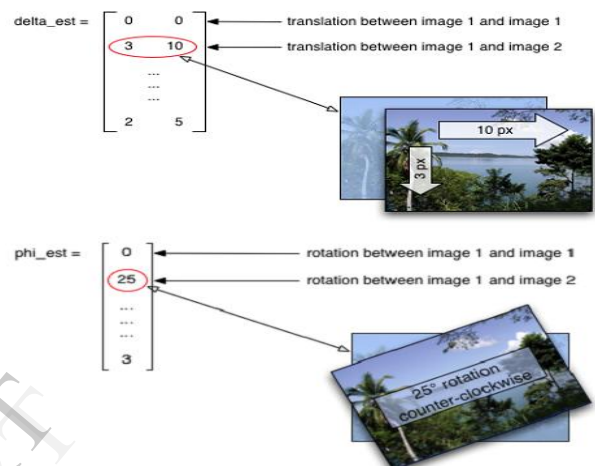 delta_est = 0 0 translation between image 1 and image 1
3 10 translation between image 1 and image 2
...
...
...
2 5
10 px
3 px
phi_est = 0 rotation between image 1 and image 1
25 rotation between image 1 and image 2
...
...
...
3
25° rotation
counter-clockwise